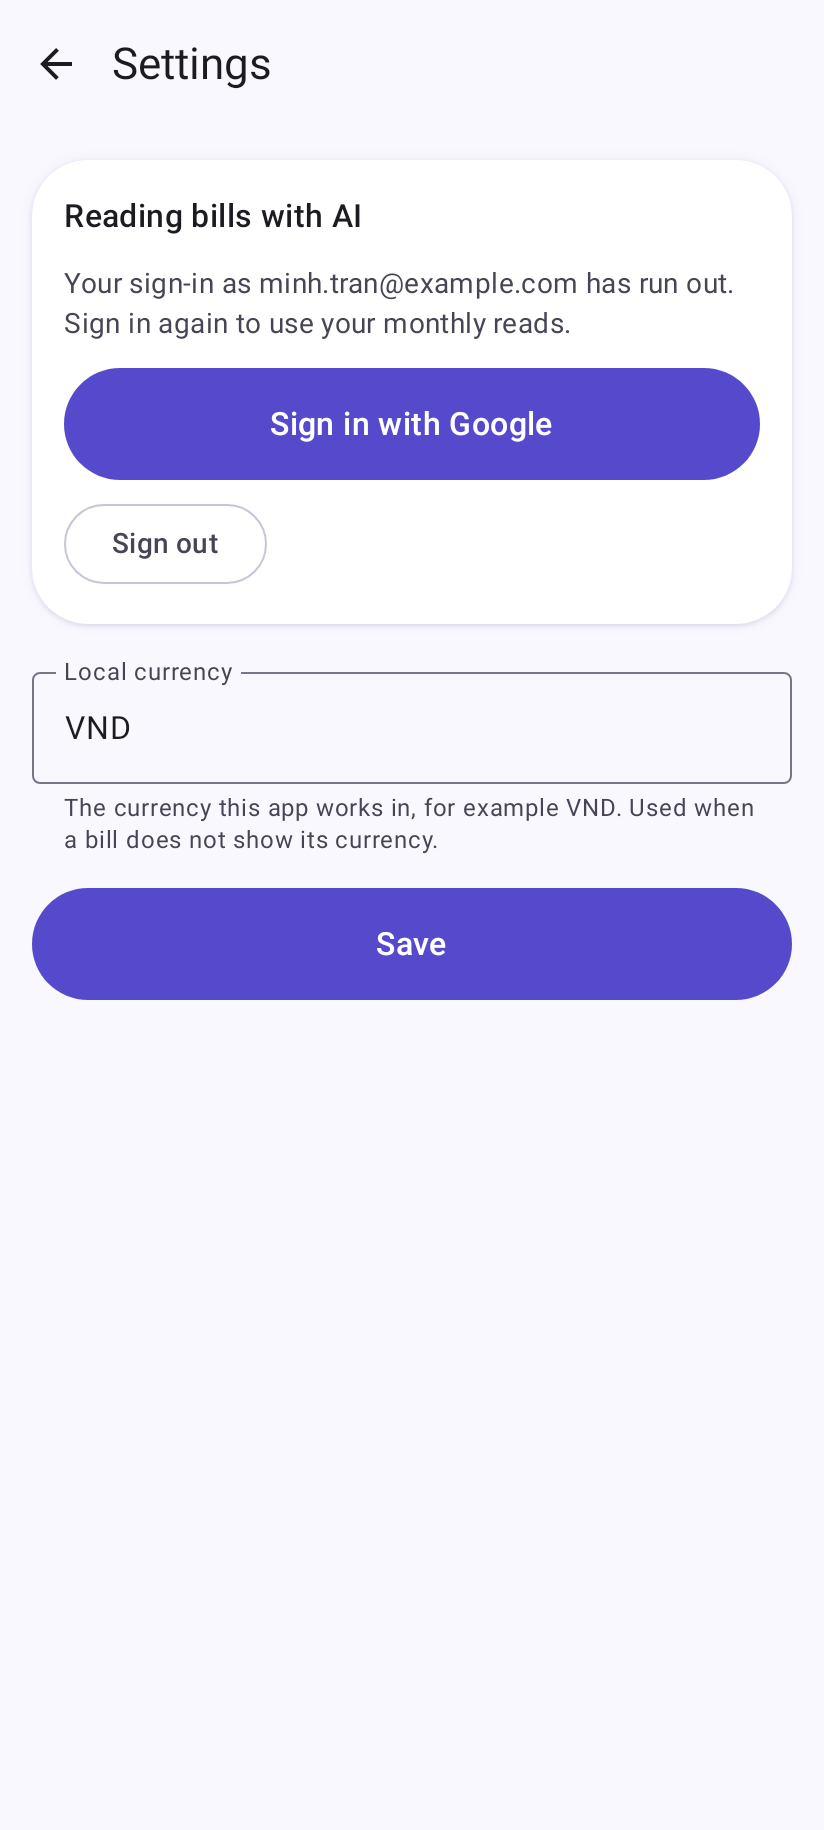 Settings
Reading bills with AI
Your sign-in as minh.tran@example.com has run out.
Sign in again to use your monthly reads.
Sign in with Google
Sign out
Local currency
VND
The currency this app works in, for example VND. Used when
a bill does not show its currency.
Save